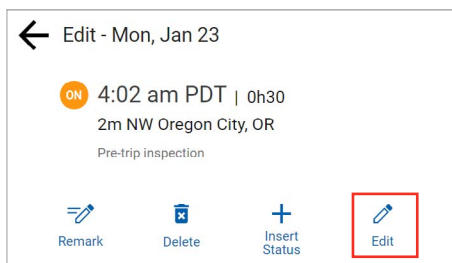 Edit - Mon, Jan 23
ON 4:02 am PDT | 0h30
2m NW Oregon City, OR
Pre-trip inspection
Remark Delete Insert Status Edit